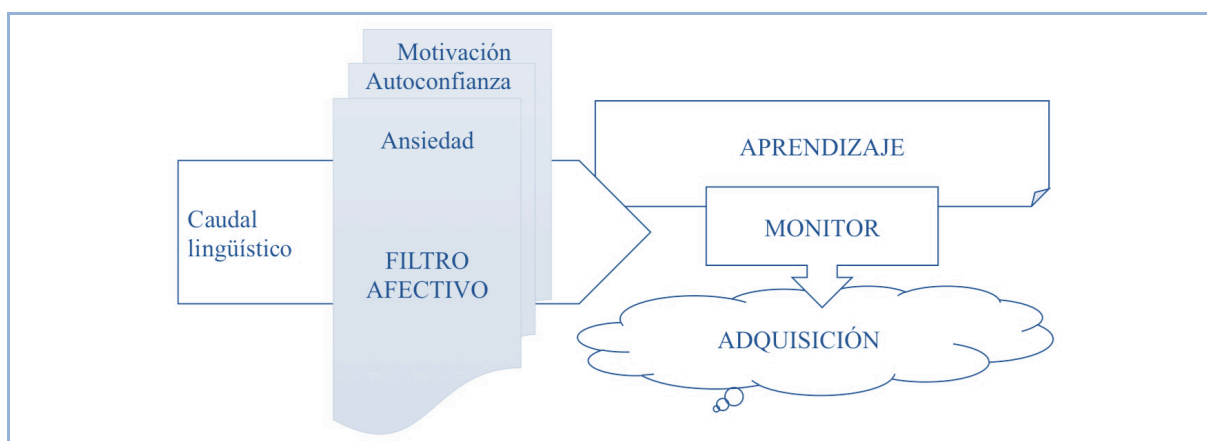 Motivación
Autoconfianza
Ansiedad
FILTRO
AFECTIVO
Caudal
lingüístico
APRENDIZAJE
MONITOR
ADQUISICIÓN